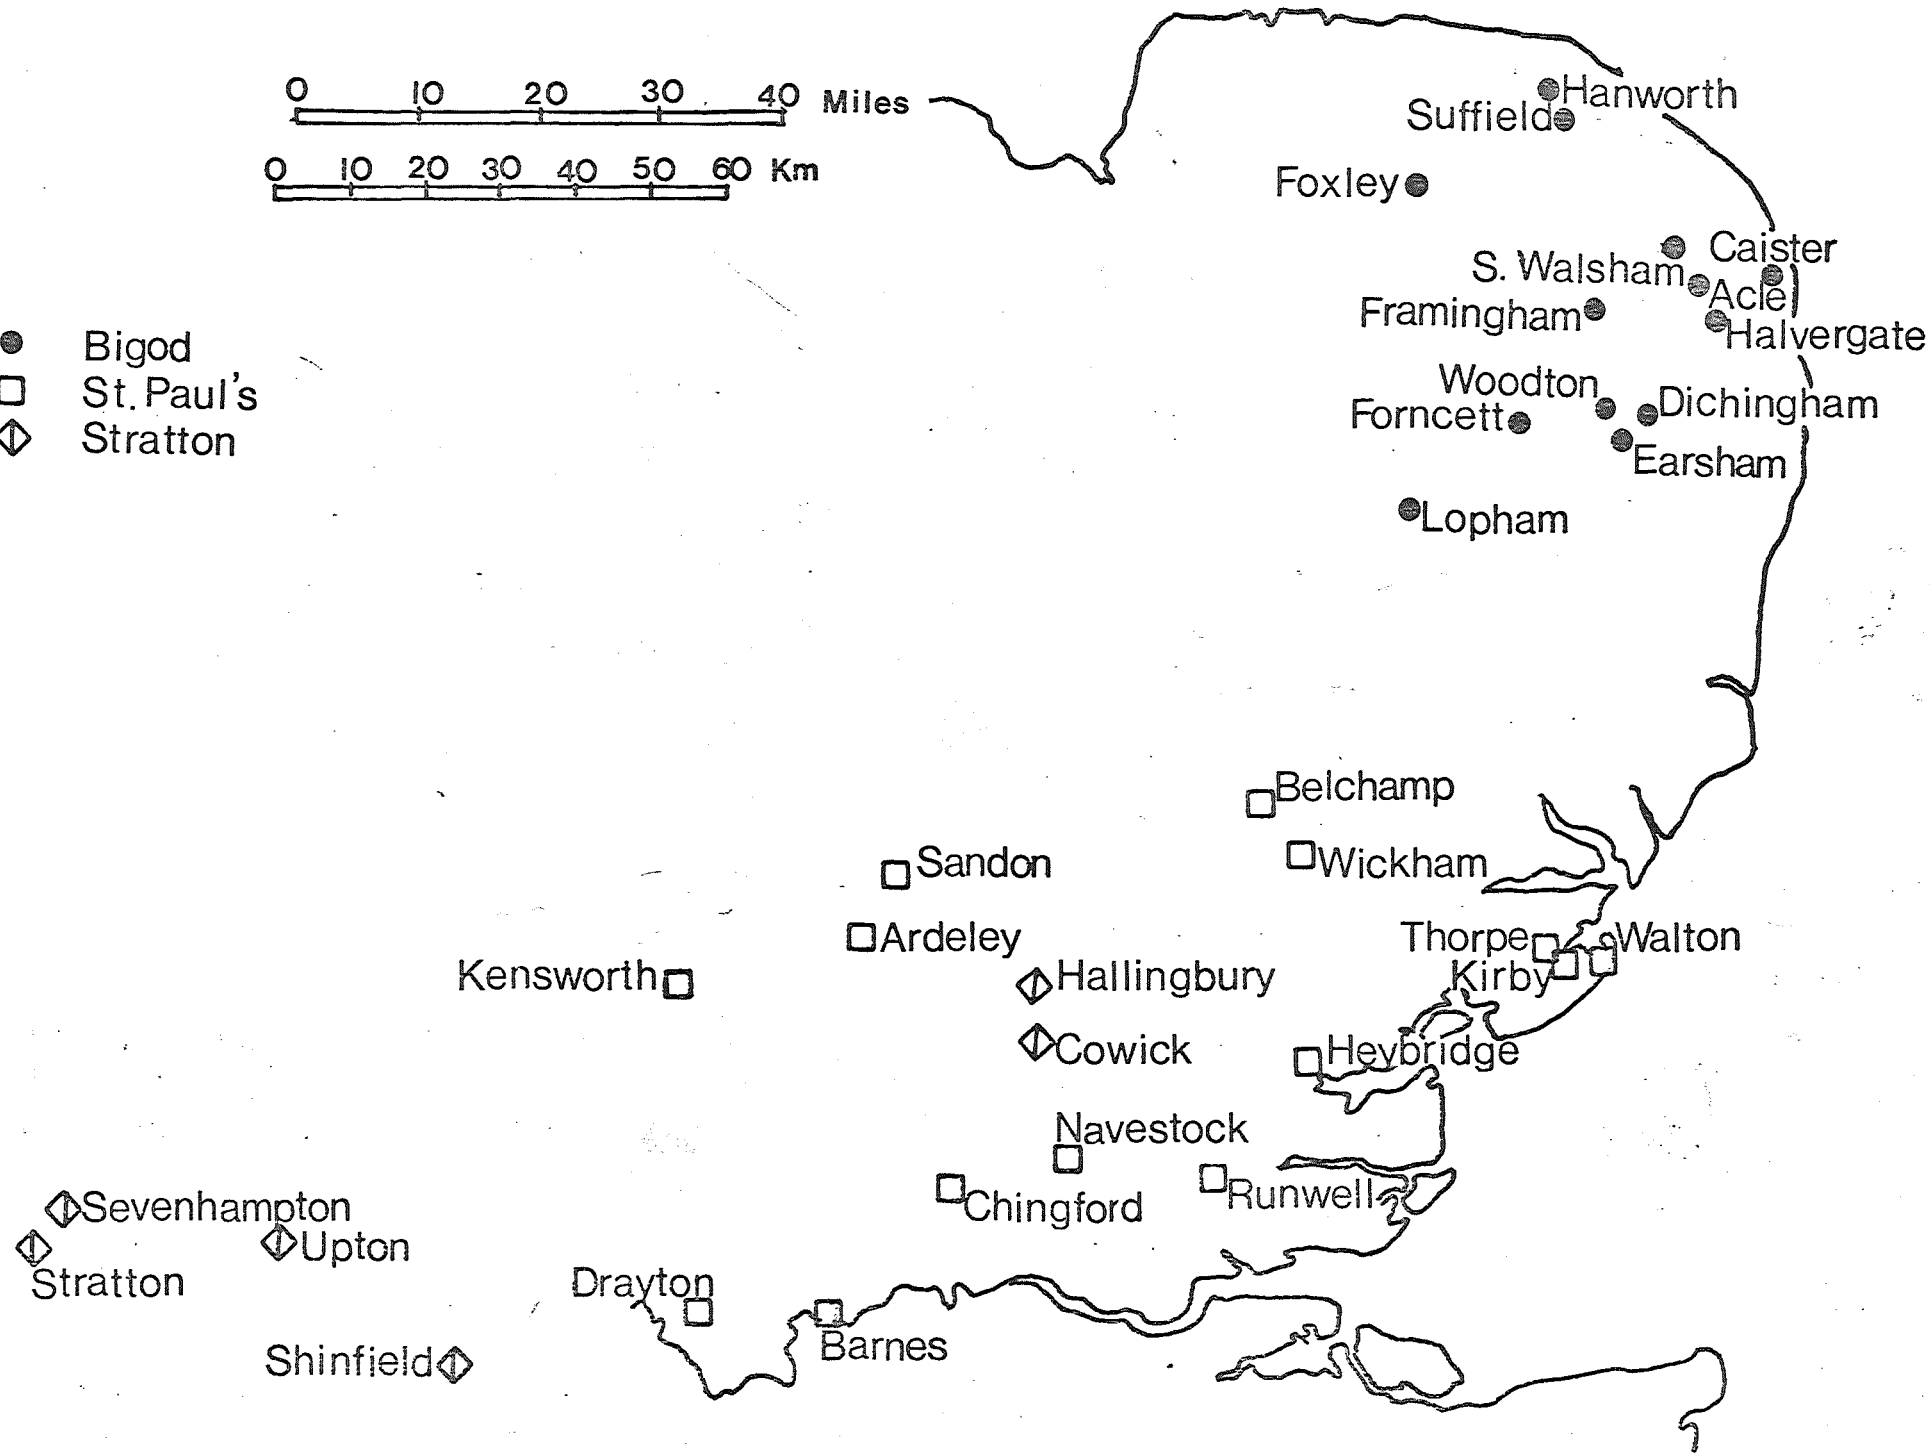 0 10 20 30 40 Miles
0 10 20 30 40 50 60 Km
Hanworth
Suffield
Foxley
Caister
S. Walsham
Acle
Framingham
Halvergate
Bigod
St. Paul's
Stratton
Woodton
Dichingham
Forncett
Earsham
Lopham
Belchamp
Sandon
Wickham
Ardeley
Thorpe
Walton
Kensworth
Hallingbury
Kirby
Cowick
Heybridge
Navestock
Runwell
Chingford
Sevenhampton
Upton
Stratton
Drayton
Barnes
Shinfield